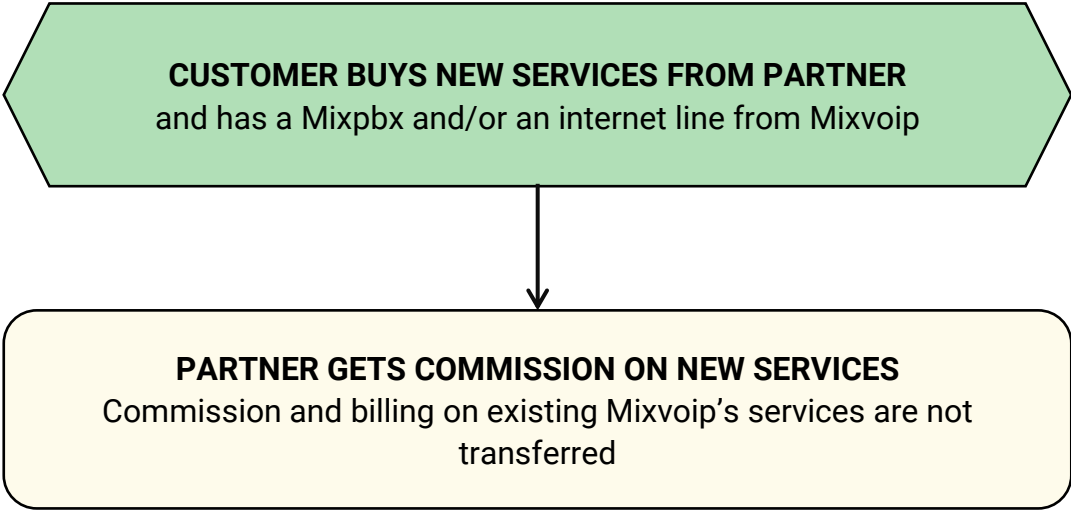 CUSTOMER BUYS NEW SERVICES FROM PARTNER
and has a Mixpbx and/or an internet line from Mixvoip
PARTNER GETS COMMISSION ON NEW SERVICES
Commission and billing on existing Mixvoip’s services are not
transferred